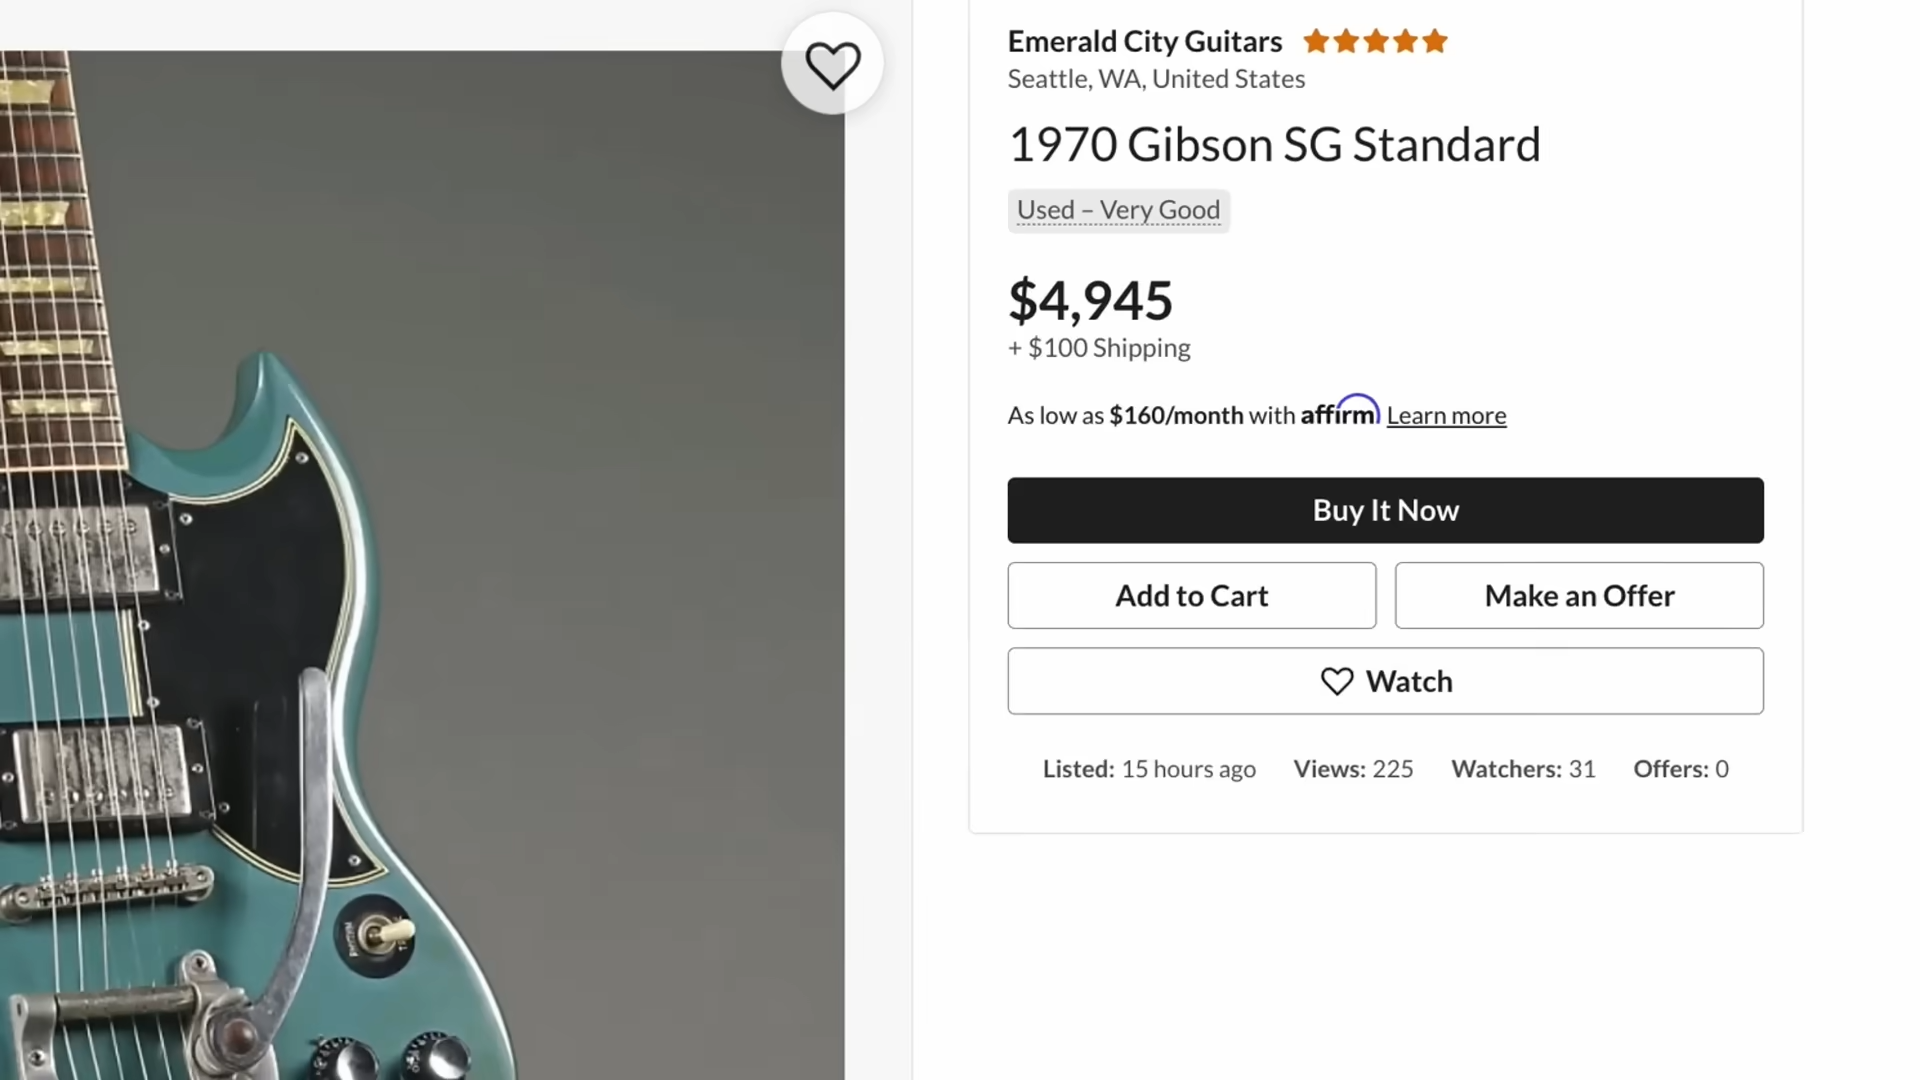 Emerald City Guitars
Seattle, WA, United States
1970 Gibson SG Standard
Used – Very Good
$4,945
+ $100 Shipping
As low as $160/month with affirm Learn more
Buy It Now
Add to Cart
Make an Offer
Watch
Listed: 15 hours ago Views: 225 Watchers: 31 Offers: 0